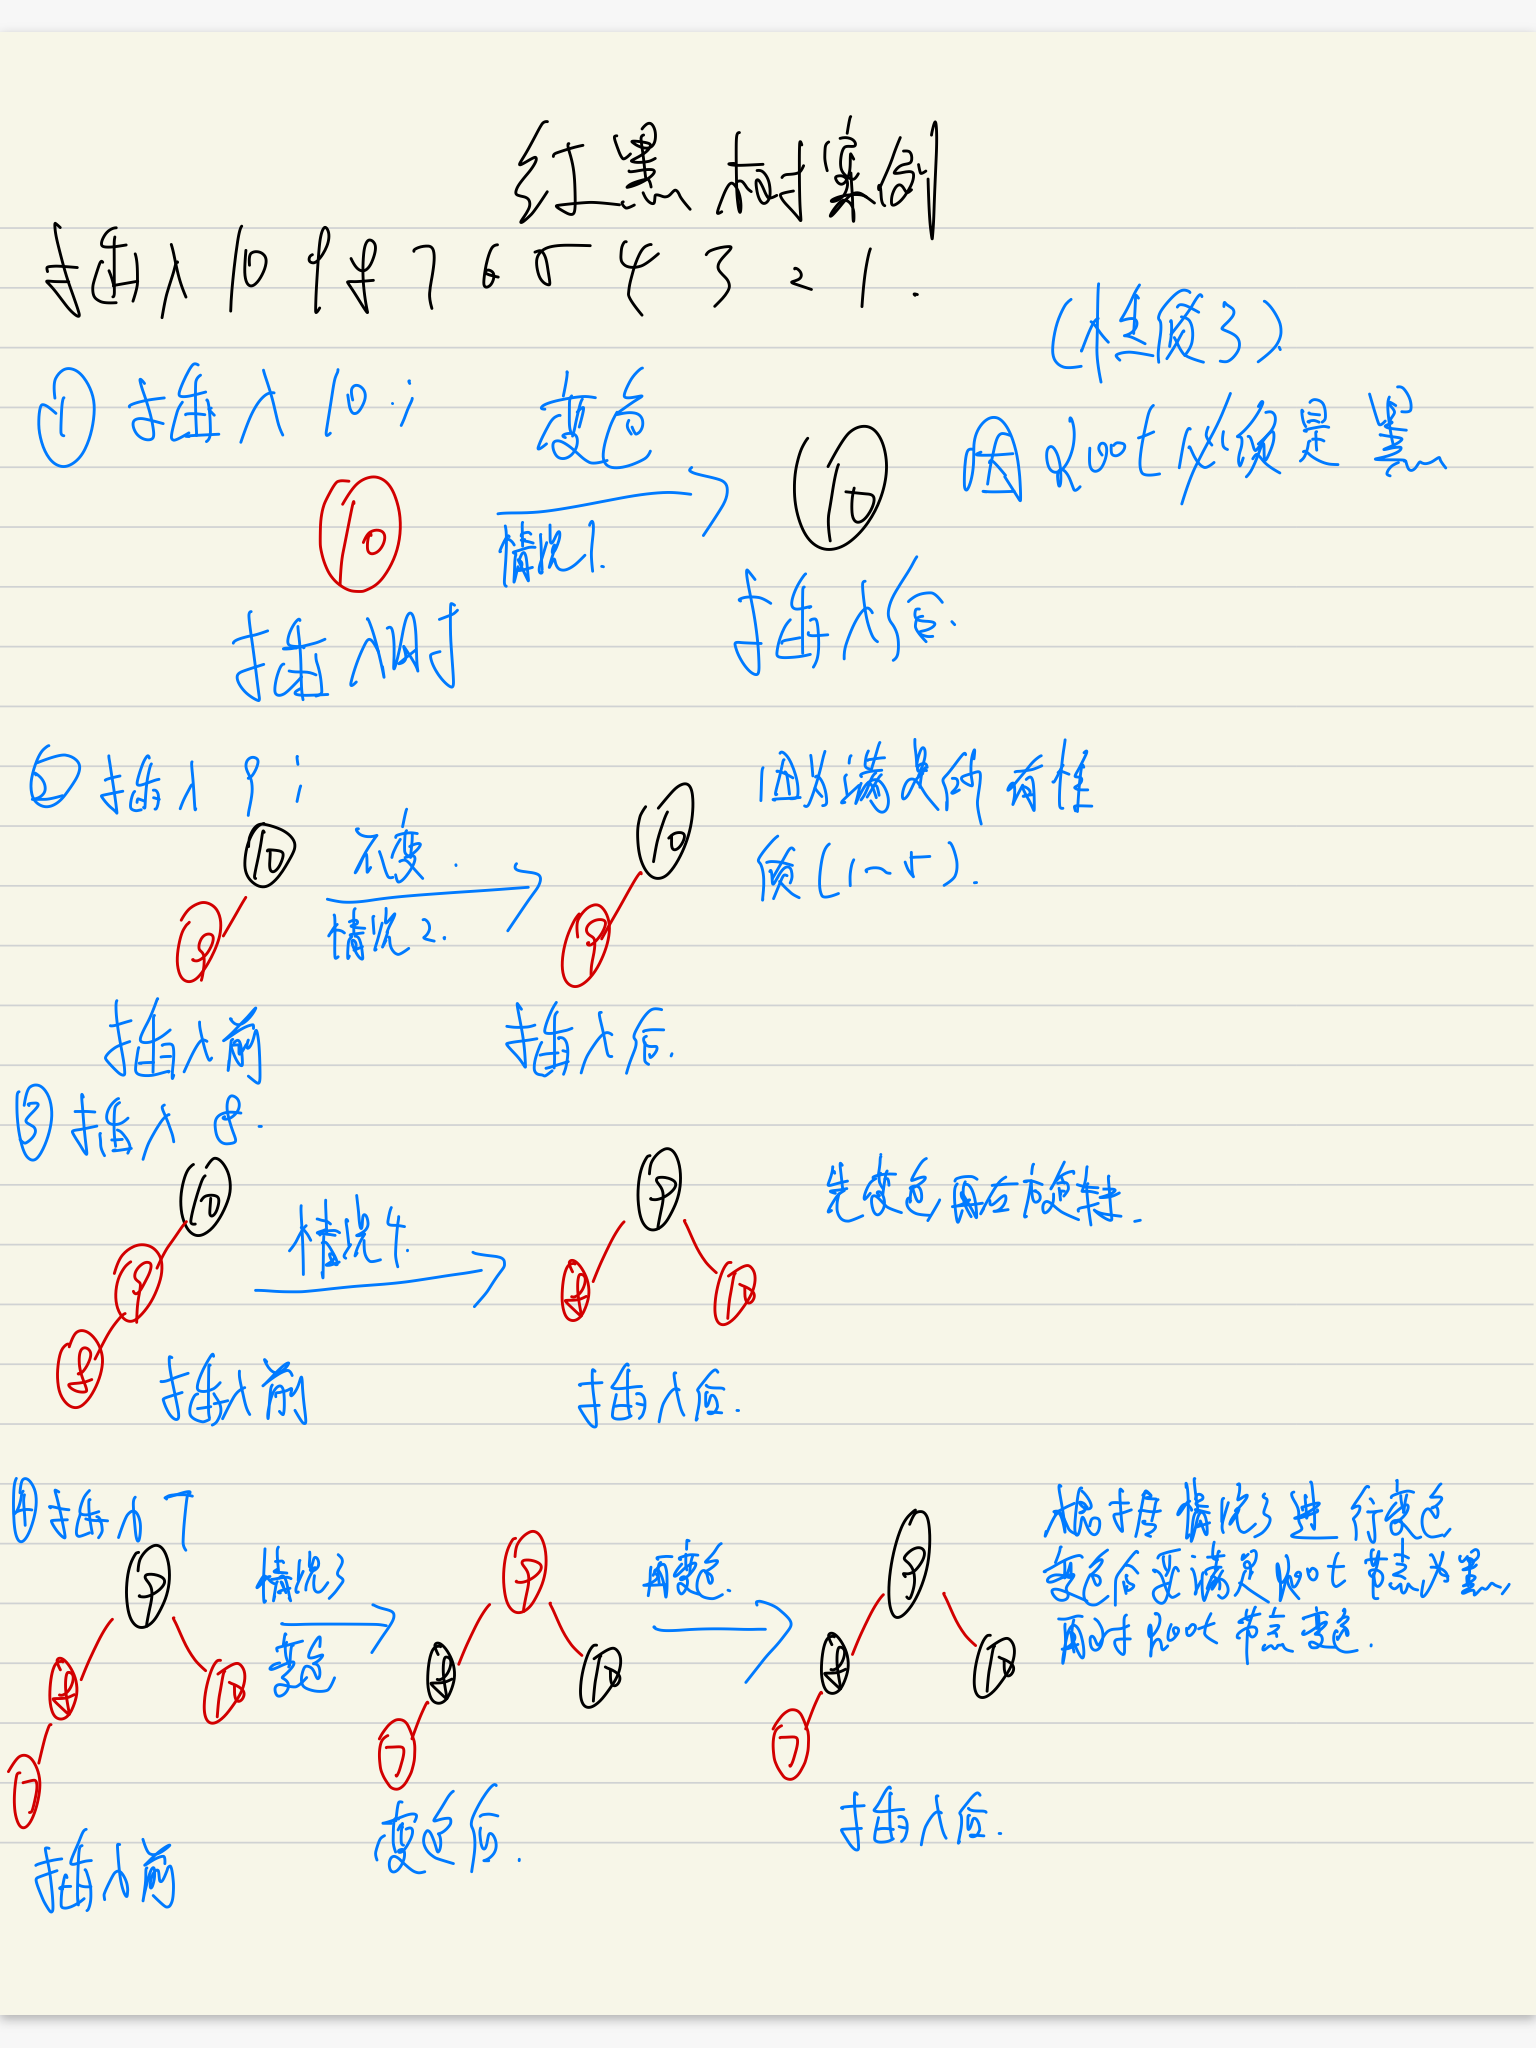 红黑树案例
插入 10 9 8 7 6 5 4 3 2 1.
(性质3)
① 插入 10; 变色 因 Root 必须是黑
10 情况1. 10
插入时 插入后.
② 插入 9; 因为满足所有性
10 不变. 10 质(1~5).
9 情况2. 9
插入前 插入后.
③ 插入 8.
10 情况4. 9 先变色再右旋转.
9 8 10
8
插入前 插入后.
④ 插入 7 根据情况3进行变色
9 情况3 9 再变色. 9 变色后要满足Root节点为黑,
变色 再对Root节点变色.
8 10 8 10 8 10
7 7 7
插入前 变色后. 插入后.